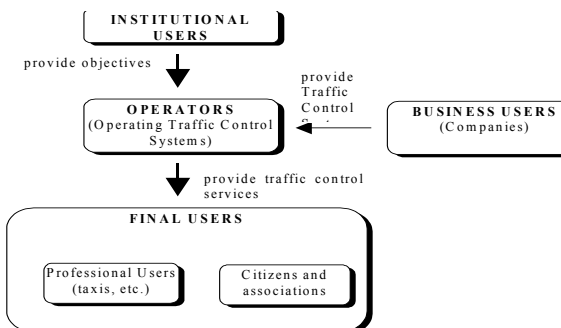 INSTITUTIONAL
USERS
provide objectives
provide
Traffic
Control
OPERATORS
(Operating Traffic Control
Systems)
BUSINESS USERS
(Companies)
provide traffic control
services
FINAL USERS
Professional Users
(taxis, etc.)
Citizens and
associations